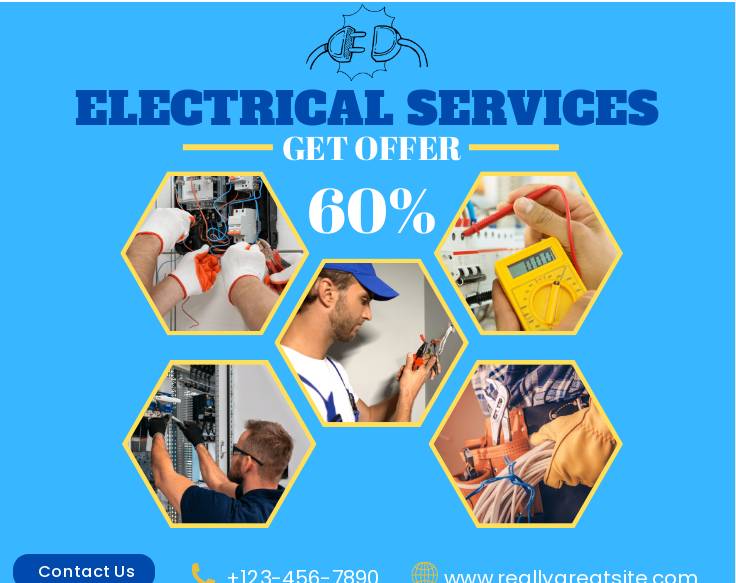 ELECTRICAL SERVICES
GET OFFER
60%
Contact Us
+123-456-7890
www.reallygreatsite.com